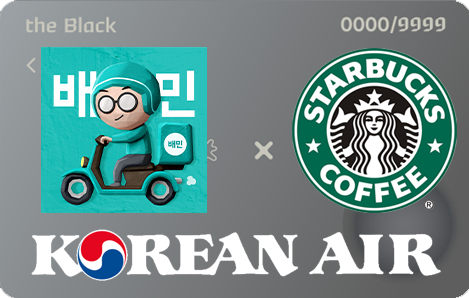 the Black
0000/9999
배민
배민
×
STARBUCKS
COFFEE
®
KOREAN AIR